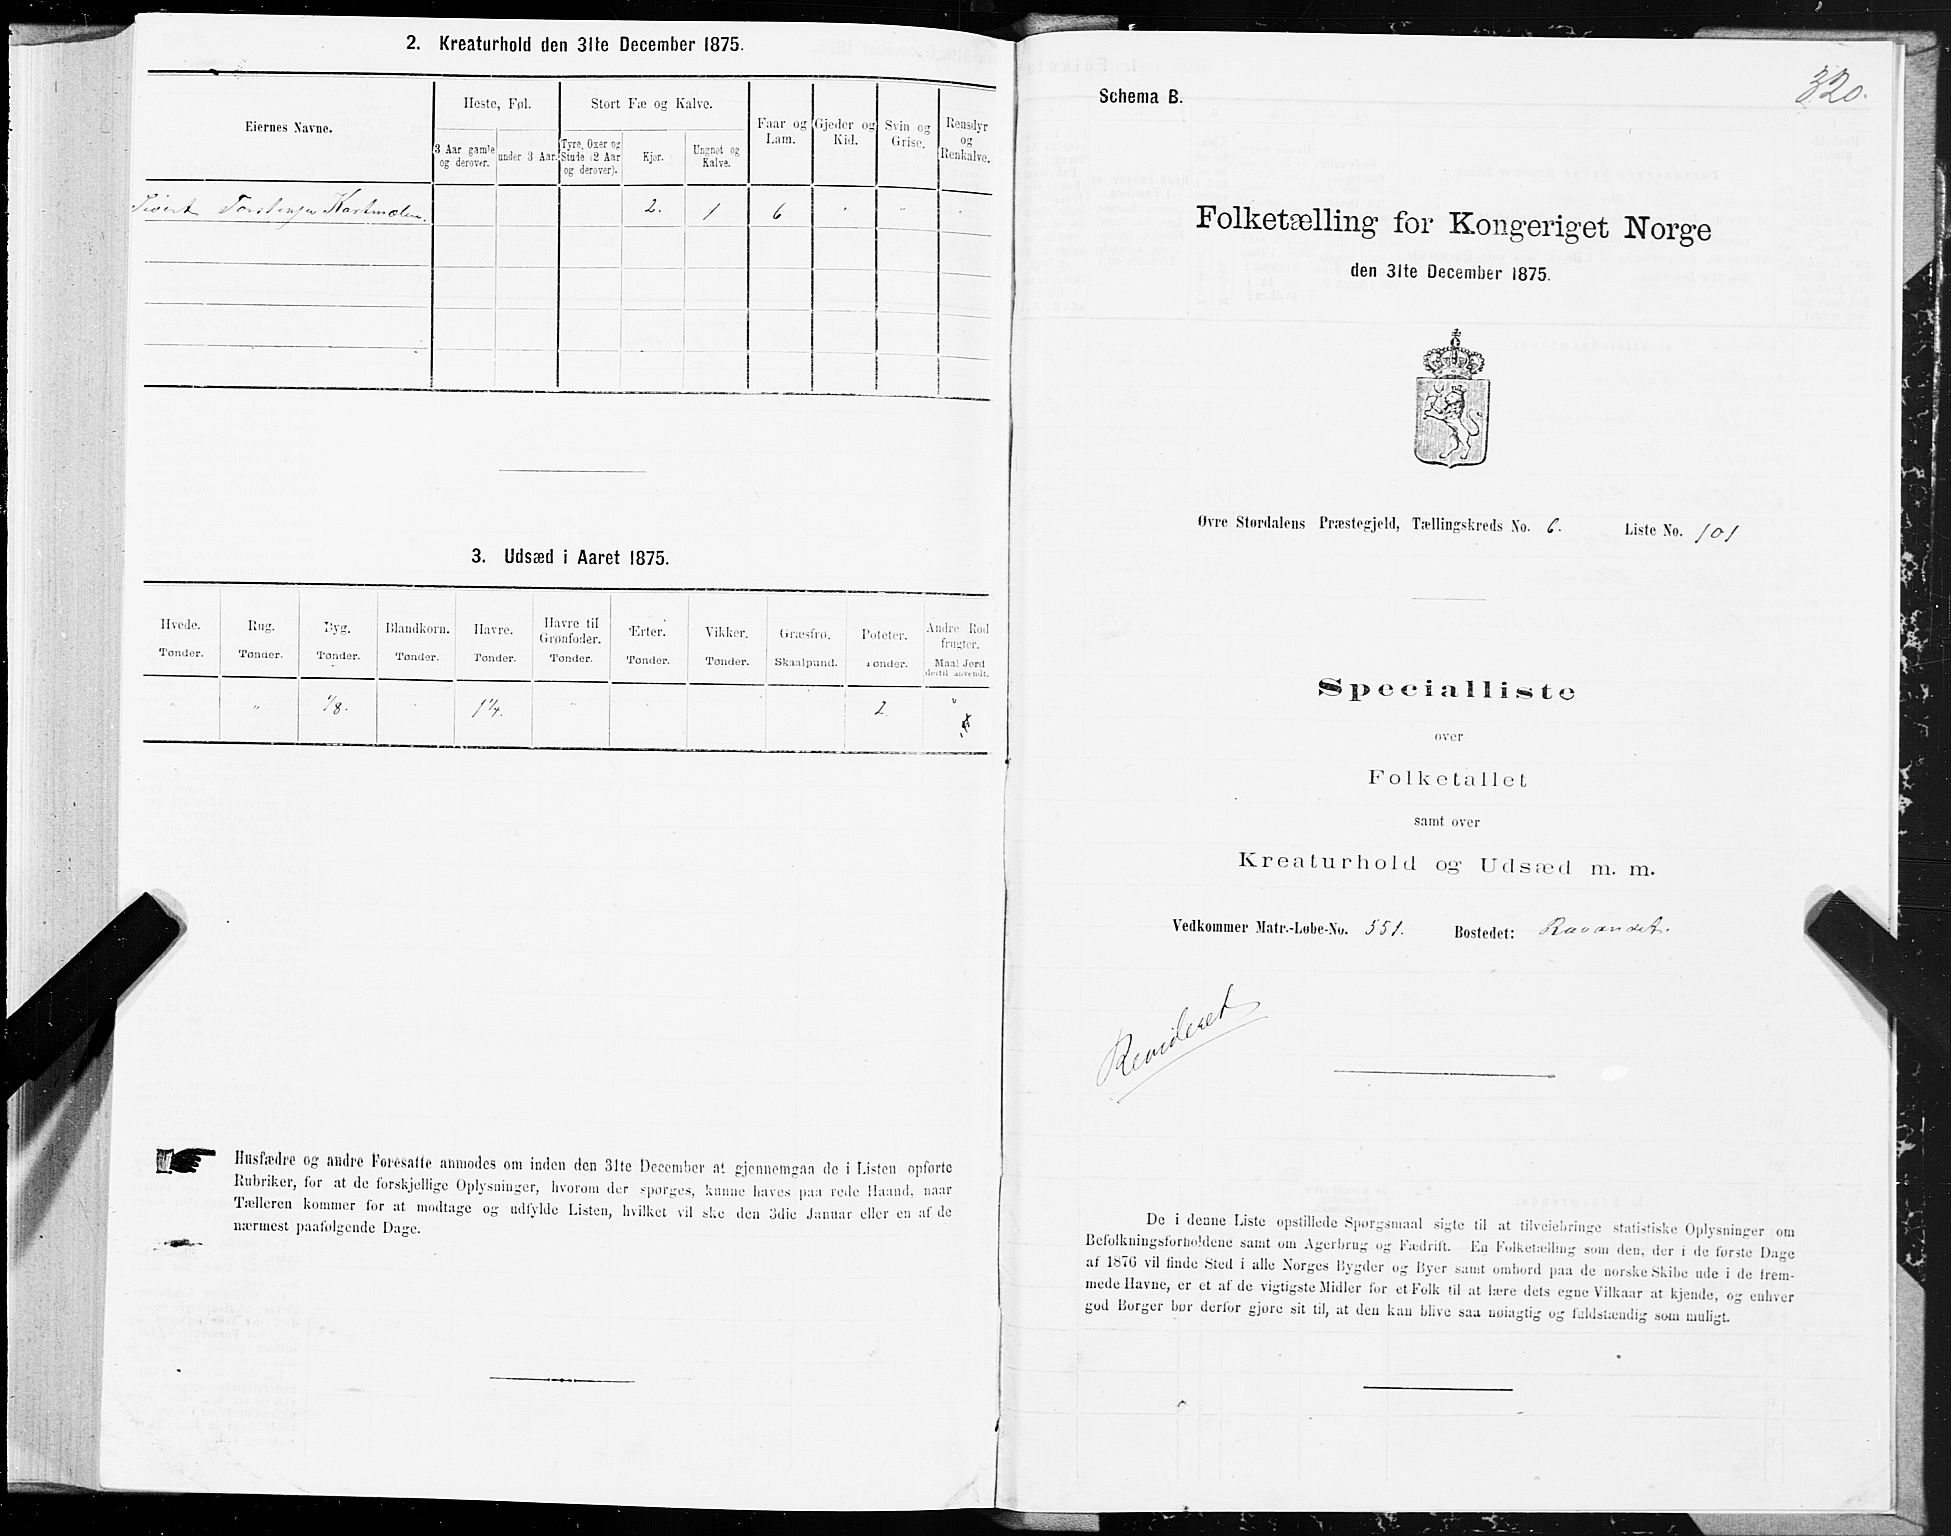 2. Kreaturhold den 31te December 1875.
Eiernes Navne.
Heste, Føl.
3 Aar gamle og derover.
under 3 Aar.
Stort Fæ og Kalve.
Tyre, Oxer og Stude (2 Aar og derover).
Kjør.
Ungnøt og Kalve.
Faar og Lam.
Gjeder og Kid.
Svin og Grise.
Rensdyr og Renkalve.
Sivert 2. 1 6 " " "
3. Udsæd i Aaret 1875.
Hvede. Rug. Byg. Blandkorn. Havre. Havre til Grønfoder. Erter. Vikker. Græsfrø. Poteter. Andre Rodfrugter.
Tønder. Tønder. Tønder. Tønder. Tønder. Tønder. Tønder. Tønder. Skaalpund. Tønder. Maal Jord dertil anvendt.
" " 1/8. " 1 1/4. " 2 "
Husfædre og andre Foresatte anmodes om inden den 31te December at gjennemgaa de i Listen opførte
Rubriker, for at de forskjellige Oplysninger, hvorom der spørges, kunne haves paa rede Haand, naar
Tælleren kommer for at modtage og udfylde Listen, hvilket vil ske den 3die Januar eller en af de
nærmest paafølgende Dage.
320.
Schema B.
Folketælling for Kongeriget Norge
den 31te December 1875.
Øvre Størdalens Præstegjeld, Tællingskreds No. 6. Liste No. 101
Specialliste
over
Folketallet
samt over
Kreaturhold og Udsæd m. m.
Vedkommer Matr.-Løbe-No. 551. Bostedet:
Revideret
De i denne Liste opstillede Spørgsmaal sigte til at tilveiebringe statistiske Oplysninger om
Befolkningsforholdene samt om Agerbrug og Fædrift. En Folketælling som den, der i de første Dage
af 1876 vil finde Sted i alle Norges Bygder og Byer samt ombord paa de norske Skibe ude i de frem-
mede Havne, er et af de vigtigste Midler for et Folk til at lære dets egne Vilkaar at kjende, og enhver
god Borger bør derfor gjøre sit til, at den kan blive saa nøiagtig og fuldstændig som muligt.